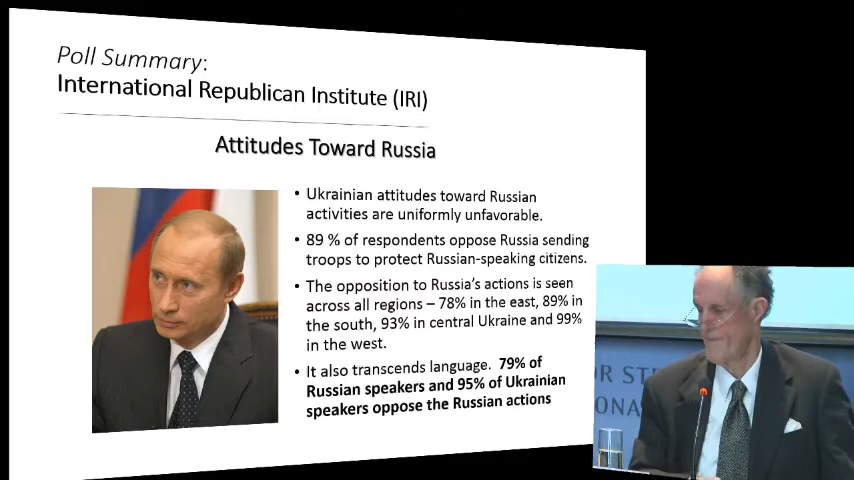 Poll Summary:
International Republican Institute (IRI)
Attitudes Toward Russia
• Ukrainian attitudes toward Russian
activities are uniformly unfavorable.
• 89 % of respondents oppose Russia sending
troops to protect Russian-speaking citizens.
• The opposition to Russia's actions is seen
across all regions – 78% in the east, 89% in
the south, 93% in central Ukraine and 99%
in the west.
• It also transcends language. 79% of
Russian speakers and 95% of Ukrainian
speakers oppose the Russian actions
OR STR
ONA